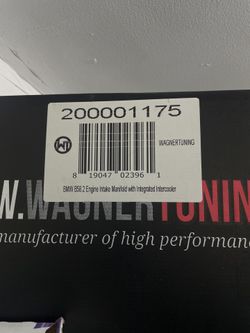 200001175
WAGNERTUNING
8 19047 02396 1
BMW B58.2 Engine Intake Manifold with Integrated Intercooler
W.WAGNERTUNIN
manufacturer of high performanc